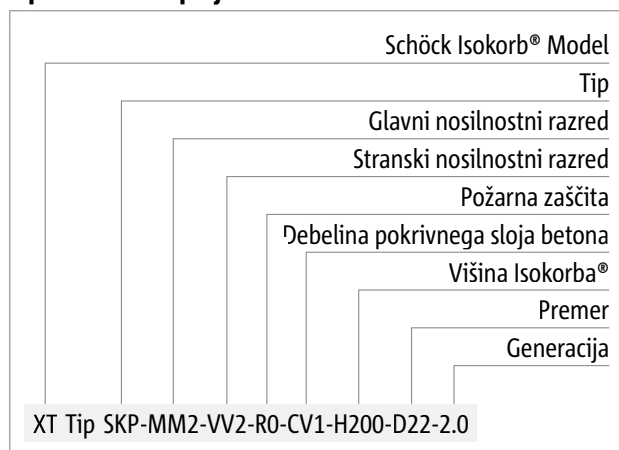 Schöck Isokorb® Model
Tip
Glavni nosilnostni razred
Stranski nosilnostni razred
Požarna zaščita
Debelina pokrivnega sloja betona
Višina Isokorba®
Premer
Generacija
XT Tip SKP-MM2-VV2-R0-CV1-H200-D22-2.0